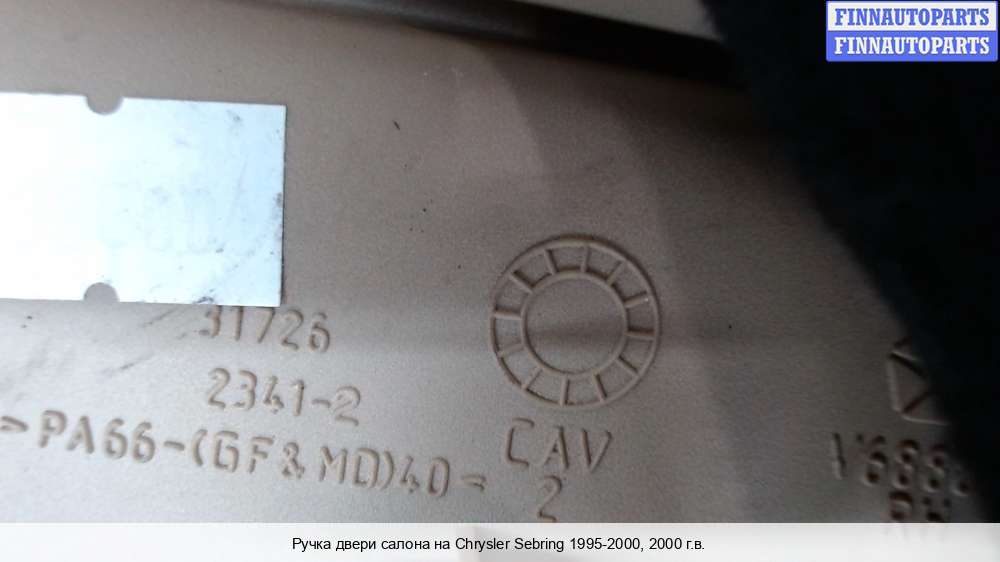 FINNAUTOPARTS
FINNAUTOPARTS
31726
2341-2
>PA66-(GF&MD)40-
CAV
2
Ручка двери салона на Chrysler Sebring 1995-2000, 2000 г.в.